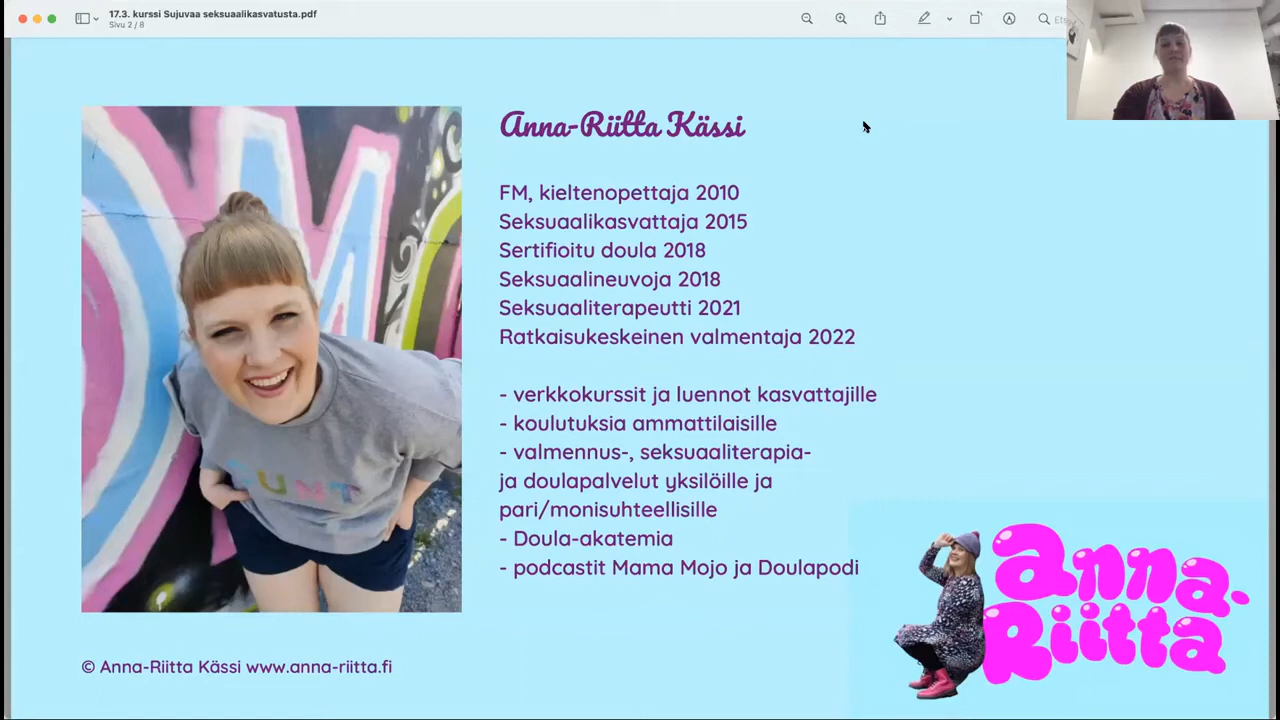 17.3. kurssi Sujuvaa seksuaalikasvatusta.pdf
Sivu 2 / 8
Anna-Riitta Kässi
FM, kieltenopettaja 2010
Seksuaalikasvattaja 2015
Sertifioitu doula 2018
Seksuaalineuvoja 2018
Seksuaaliterapeutti 2021
Ratkaisukeskeinen valmentaja 2022
- verkkokurssit ja luennot kasvattajille
- koulutuksia ammattilaisille
- valmennus-, seksuaaliterapia-
ja doulapalvelut yksilöille ja
pari/monisuhteellisille
- Doula-akatemia
- podcastit Mama Mojo ja Doulapodi
anna-
Riitta
© Anna-Riitta Kässi www.anna-riitta.fi